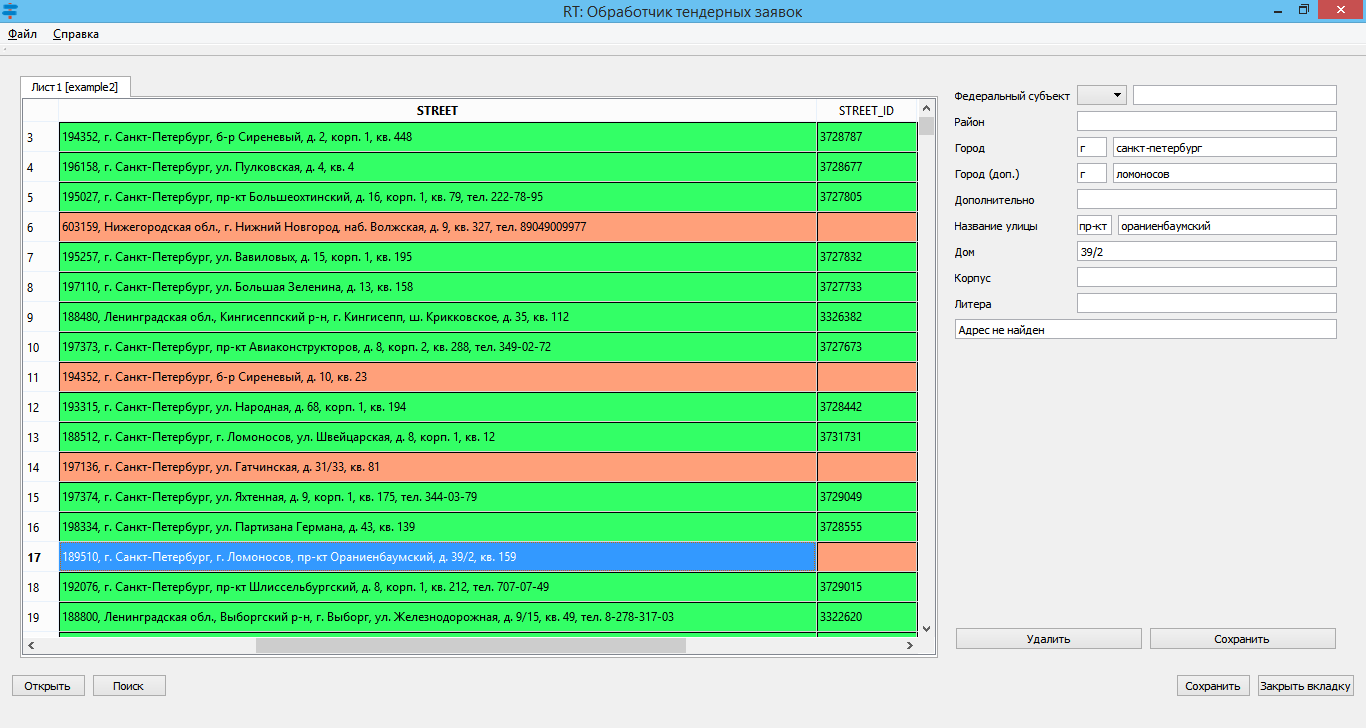 RT: Обработчик тендерных заявок
Файл Справка
Лист1 [example2]
STREET STREET_ID
3 194352, г. Санкт-Петербург, б-р Сиреневый, д. 2, корп. 1, кв. 448 3728787
4 196158, г. Санкт-Петербург, ул. Пулковская, д. 4, кв. 4 3728677
5 195027, г. Санкт-Петербург, пр-кт Большеохтинский, д. 16, корп. 1, кв. 79, тел. 222-78-95 3727805
6 603159, Нижегородская обл., г. Нижний Новгород, наб. Волжская, д. 9, кв. 327, тел. 89049009977
7 195257, г. Санкт-Петербург, ул. Вавиловых, д. 15, корп. 1, кв. 195 3727832
8 197110, г. Санкт-Петербург, ул. Большая Зеленина, д. 13, кв. 158 3727733
9 188480, Ленинградская обл., Кингисеппский р-н, г. Кингисепп, ш. Крикковское, д. 35, кв. 112 3326382
10 197373, г. Санкт-Петербург, пр-кт Авиаконструкторов, д. 8, корп. 2, кв. 288, тел. 349-02-72 3727673
11 194352, г. Санкт-Петербург, б-р Сиреневый, д. 10, кв. 23
12 193315, г. Санкт-Петербург, ул. Народная, д. 68, корп. 1, кв. 194 3728442
13 188512, г. Санкт-Петербург, г. Ломоносов, ул. Швейцарская, д. 8, корп. 1, кв. 12 3731731
14 197136, г. Санкт-Петербург, ул. Гатчинская, д. 31/33, кв. 81
15 197374, г. Санкт-Петербург, ул. Яхтенная, д. 9, корп. 1, кв. 175, тел. 344-03-79 3729049
16 198334, г. Санкт-Петербург, ул. Партизана Германа, д. 43, кв. 139 3728555
17 189510, г. Санкт-Петербург, г. Ломоносов, пр-кт Ораниенбаумский, д. 39/2, кв. 159
18 192076, г. Санкт-Петербург, пр-кт Шлиссельбургский, д. 8, корп. 1, кв. 212, тел. 707-07-49 3729015
19 188800, Ленинградская обл., Выборгский р-н, г. Выборг, ул. Железнодорожная, д. 9/15, кв. 49, тел. 8-278-317-03 3322620
Федеральный субъект
Район
Город г санкт-петербург
Город (доп.) г ломоносов
Дополнительно
Название улицы пр-кт ораниенбаумский
Дом 39/2
Корпус
Литера
Адрес не найден
Удалить Сохранить
Открыть Поиск Сохранить Закрыть вкладку